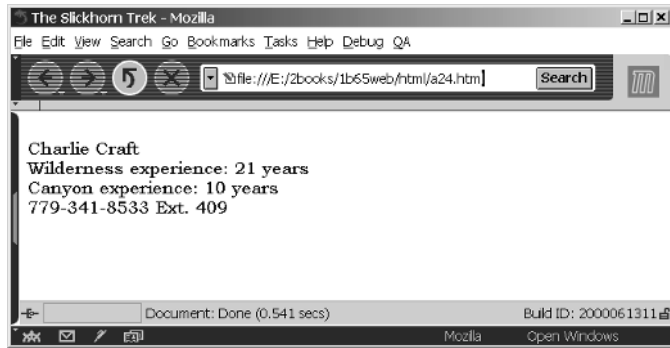 The Slickhorn Trek - Mozilla
File Edit View Search Go Bookmarks Tasks Help Debug QA
file:///E:/2books/1b65web/html/a24.htm
Search
Charlie Craft
Wilderness experience: 21 years
Canyon experience: 10 years
779-341-8533 Ext. 409
Document: Done (0.541 secs)
Build ID: 2000061311
Mozilla
Open Windows